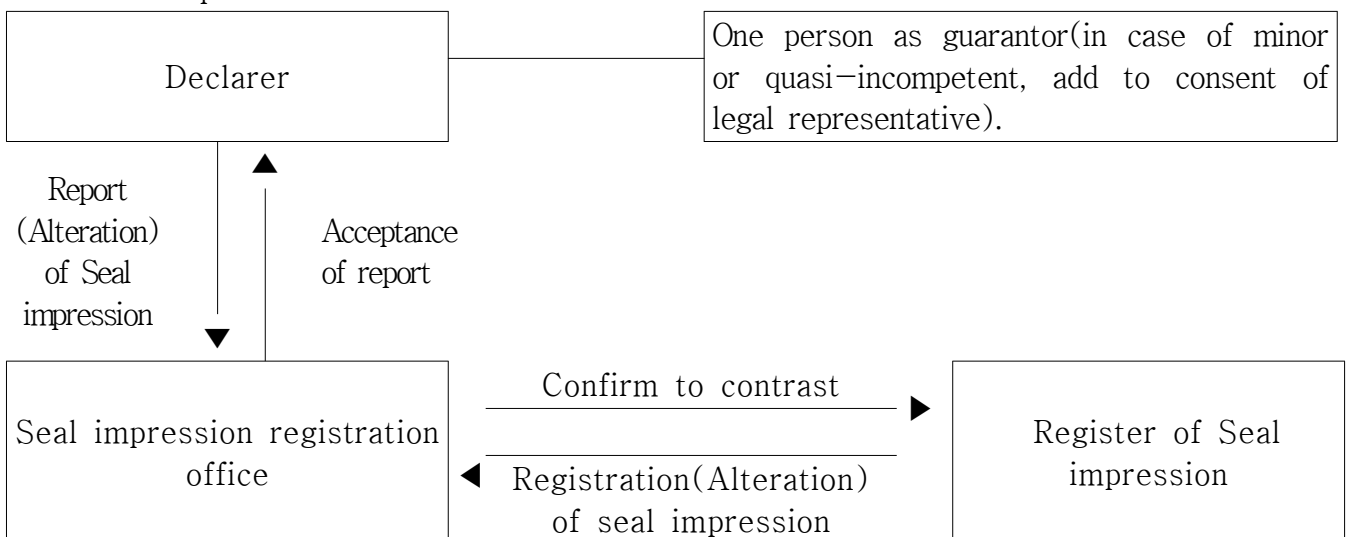 Declarer
One person as guarantor(in case of minor
or quasi-incompetent, add to consent of
legal representative).
Report
(Alteration)
of Seal
impression
Acceptance
of report
Seal impression registration
office
Confirm to contrast
Registration(Alteration)
of seal impression
Register of Seal
impression